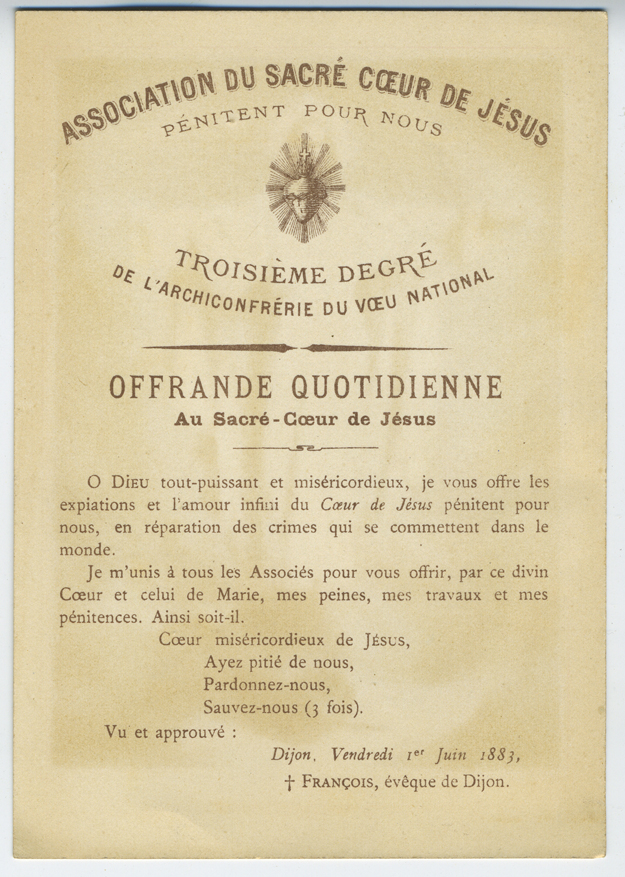 ASSOCIATION DU SACRÉ CŒUR DE JÉSUS
PÉNITENT POUR NOUS
TROISIÈME DEGRÉ
DE L'ARCHICONFRÉRIE DU VŒU NATIONAL
OFFRANDE QUOTIDIENNE
Au Sacré-Cœur de Jésus
O DIEU tout-puissant et miséricordieux, je vous offre les
expiations et l'amour infini du Cœur de Jésus pénitent pour
nous, en réparation des crimes qui se commettent dans le
monde.
Je m'unis à tous les Associés pour vous offrir, par ce divin
Cœur et celui de Marie, mes peines, mes travaux et mes
pénitences. Ainsi soit-il.
Cœur miséricordieux de JÉSUS,
Ayez pitié de nous,
Pardonnez-nous,
Sauvez-nous (3 fois).
Vu et approuvé :
Dijon, Vendredi 1er Juin 1883,
† FRANÇOIS, évêque de Dijon.